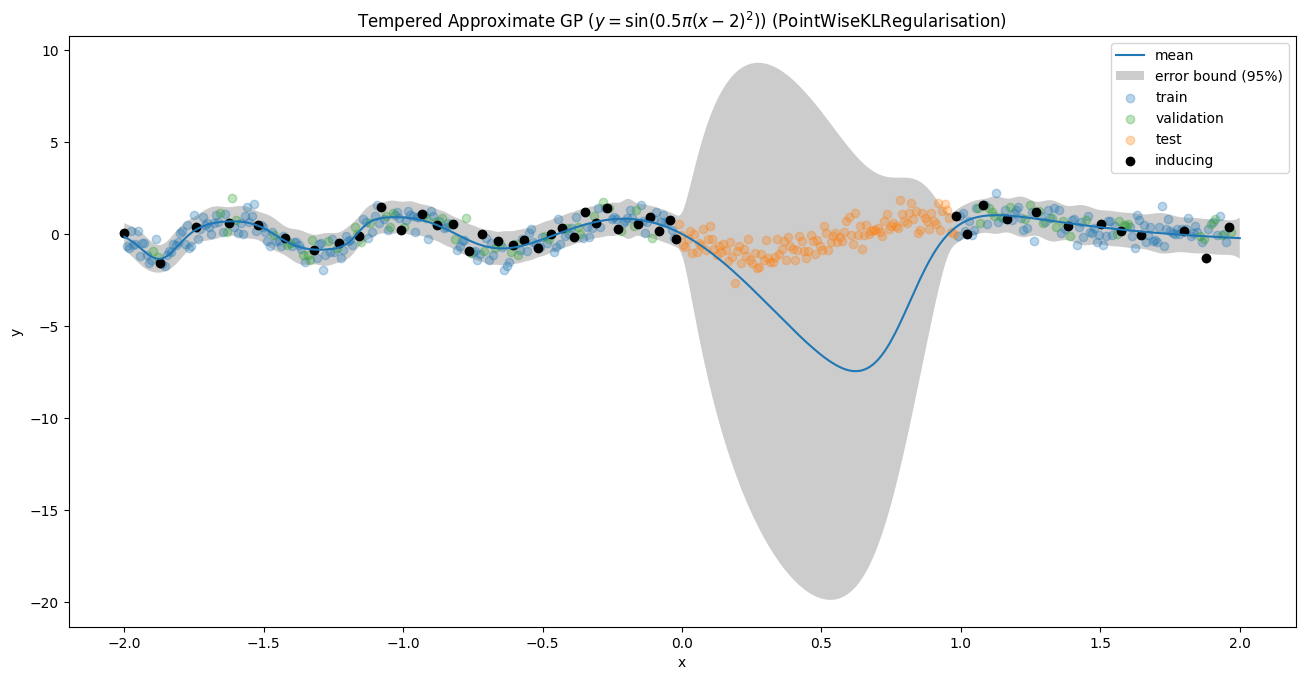 Tempered Approximate GP (y = sin(0.5π(x − 2)²)) (PointWiseKLRegularisation)
mean
error bound (95%)
train
validation
test
inducing
10
5
0
−5
−10
−15
−20
y
−2.0 −1.5 −1.0 −0.5 0.0 0.5 1.0 1.5 2.0
x